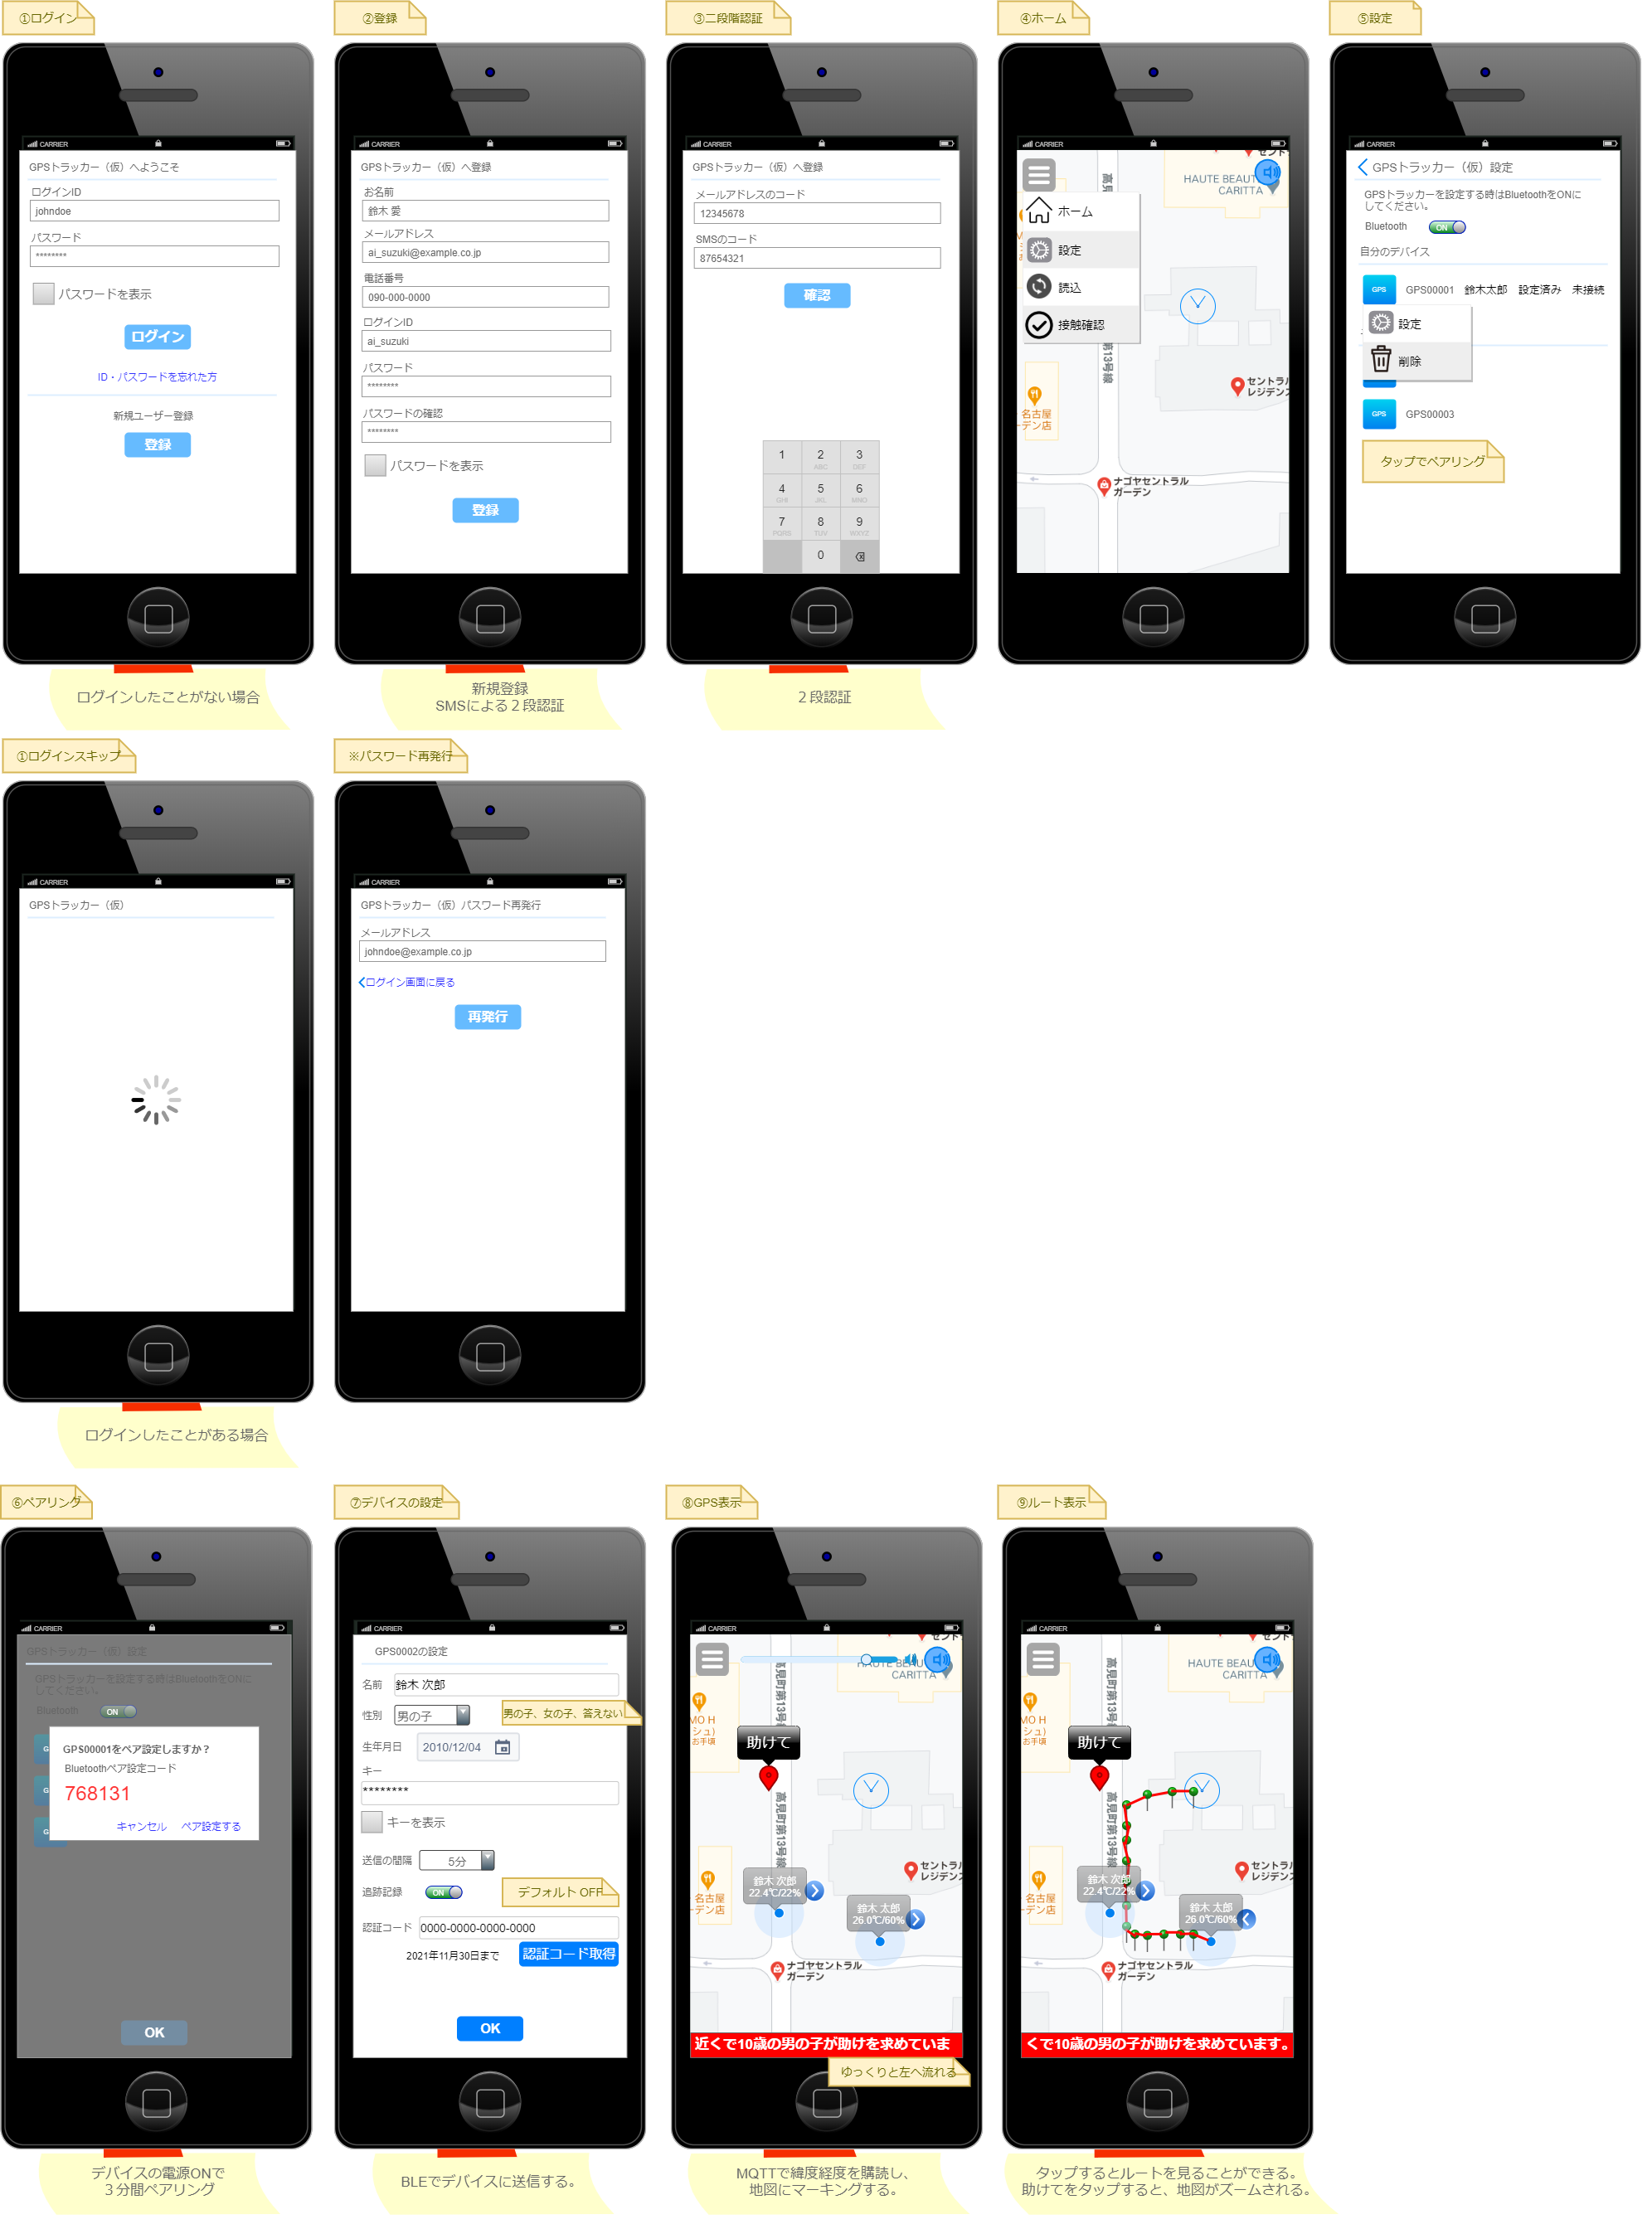 ①ログイン
CARRIER
GPSトラッカー（仮）へようこそ
ログインID
johndoe
パスワード
********
パスワードを表示
ログイン
ID・パスワードを忘れた方
新規ユーザー登録
登録
ログインしたことがない場合
②登録
CARRIER
GPSトラッカー（仮）へ登録
お名前
鈴木 愛
メールアドレス
ai_suzuki@example.co.jp
電話番号
090-000-0000
ログインID
ai_suzuki
パスワード
********
パスワードの確認
********
パスワードを表示
登録
新規登録
SMSによる２段認証
③二段階認証
CARRIER
GPSトラッカー（仮）へ登録
メールアドレスのコード
12345678
SMSのコード
87654321
確認
1 2 3
ABC DEF
4 5 6
GHI JKL MNO
7 8 9
PQRS TUV WXYZ
0
２段認証
④ホーム
CARRIER
HAUTE BEAUT
CARITTA
ホーム
設定
読込
接触確認
第13号線
セントラル
レジデンス
名古屋
ーデン店
ナゴヤセントラル
ガーデン
⑤設定
CARRIER
GPSトラッカー（仮）設定
GPSトラッカーを設定する時はBluetoothをONに
してください。
Bluetooth ON
自分のデバイス
GPS GPS00001 鈴木太郎 設定済み 未接続
設定
削除
GPS GPS00003
タップでペアリング
①ログインスキップ
CARRIER
GPSトラッカー（仮）
ログインしたことがある場合
※パスワード再発行
CARRIER
GPSトラッカー（仮）パスワード再発行
メールアドレス
johndoe@example.co.jp
ログイン画面に戻る
再発行
⑥ペアリング
CARRIER
GPSトラッカー（仮）設定
GPSトラッカーを設定する時はBluetoothをONに
してください。
Bluetooth ON
GPS00001をペア設定しますか？
Bluetoothペア設定コード
768131
キャンセル ペア設定する
OK
デバイスの電源ONで
３分間ペアリング
⑦デバイスの設定
CARRIER
GPS0002の設定
名前 鈴木 次郎
性別 男の子
男の子、女の子、答えない
生年月日 2010/12/04
キー
********
キーを表示
送信の間隔 5分
追跡記録 ON
デフォルト OFF
認証コード 0000-0000-0000-0000
2021年11月30日まで 認証コード取得
OK
BLEでデバイスに送信する。
⑧GPS表示
CARRIER
HAUTE BEAU
CARITTA
MO H
シュ）
お手頃
助けて
高見町第13号線
セントラル
レジデンス
鈴木 次郎
22.4℃/22%
名古屋
ーデン店
鈴木 太郎
26.0℃/60%
ナゴヤセントラル
ガーデン
近くで10歳の男の子が助けを求めていま
ゆっくりと左へ流れる
MQTTで緯度経度を購読し、
地図にマーキングする。
⑨ルート表示
CARRIER
HAUTE BEAUT
CARITTA
高見町第13号線
MO H
シュ）
お手頃
助けて
高見町第13号線
セントラル
レジデンス
鈴木 次郎
22.4℃/22%
名古屋
ーデン店
鈴木 太郎
26.0℃/60%
ナゴヤセントラル
ガーデン
くで10歳の男の子が助けを求めています。
タップするとルートを見ることができる。
助けてをタップすると、地図がズームされる。